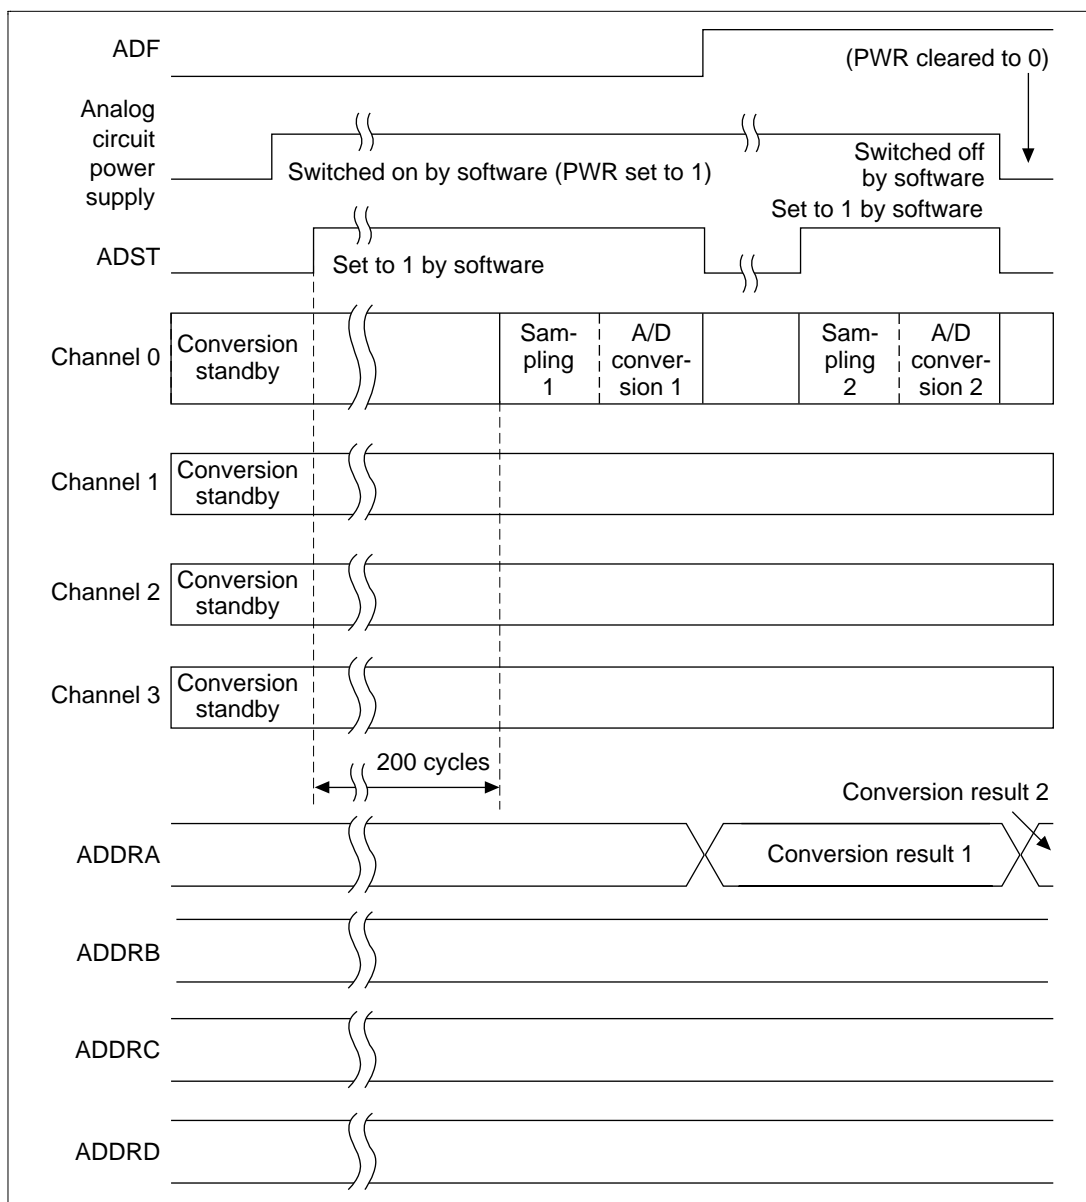 ADF
(PWR cleared to 0)
Analog
circuit
power
supply
Switched on by software (PWR set to 1)
Switched off
by software
Set to 1 by software
ADST
Set to 1 by software
Channel 0
Conversion
standby
Sam-
pling
1
A/D
conver-
sion 1
Sam-
pling
2
A/D
conver-
sion 2
Channel 1
Conversion
standby
Channel 2
Conversion
standby
Channel 3
Conversion
standby
200 cycles
Conversion result 2
ADDRA
Conversion result 1
ADDRB
ADDRC
ADDRD